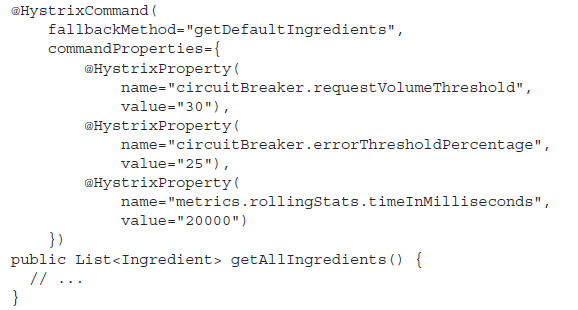 @HystrixCommand(
    fallbackMethod="getDefaultIngredients",
    commandProperties={
        @HystrixProperty(
            name="circuitBreaker.requestVolumeThreshold",
            value="30"),
        @HystrixProperty(
            name="circuitBreaker.errorThresholdPercentage",
            value="25"),
        @HystrixProperty(
            name="metrics.rollingStats.timeInMilliseconds",
            value="20000")
    })
public List<Ingredient> getAllIngredients() {
  // ...
}